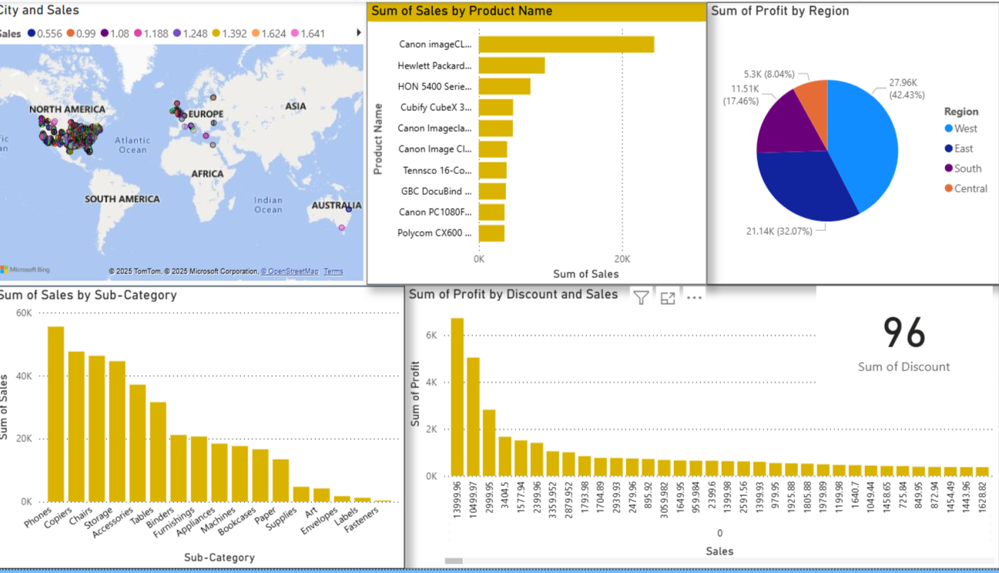 City and Sales
Sales 0.556 0.99 1.08 1.188 1.248 1.392 1.624 1.641
NORTH AMERICA
EUROPE
ASIA
Atlantic
Ocean
AFRICA
SOUTH AMERICA
Indian
Ocean
AUSTRALIA
Microsoft Bing
© 2025 TomTom, © 2025 Microsoft Corporation, © OpenStreetMap Terms
Sum of Sales by Product Name
Product Name
Canon imageCL...
Hewlett Packard...
HON 5400 Serie...
Cubify CubeX 3...
Canon Imagecla...
Canon Image Cl...
Tennsco 16-Co...
GBC DocuBind ...
Canon PC1080F...
Polycom CX600 ...
0K 20K
Sum of Sales
Sum of Profit by Region
5.3K (8.04%)
11.51K
(17.46%)
27.96K
(42.43%)
21.14K (32.07%)
Region
West
East
South
Central
Sum of Sales by Sub-Category
Sum of Sales
60K
40K
20K
0K
Phones
Copiers
Chairs
Storage
Accessories
Tables
Binders
Furnishings
Appliances
Machines
Bookcases
Paper
Supplies
Art
Envelopes
Labels
Fasteners
Sub-Category
Sum of Profit by Discount and Sales
Sum of Profit
6K
4K
2K
0K
13999.96
10499.97
2999.95
3404.5
1577.94
2399.96
3359.952
2879.952
1793.98
1704.89
2939.93
2479.96
895.92
3059.982
1649.95
959.984
2399.6
1399.98
2591.56
1399.93
979.95
1925.88
1805.88
1979.89
1199.98
1640.7
1049.44
1458.65
725.84
849.95
872.94
1454.49
1443.96
1628.82
0
Sales
96
Sum of Discount